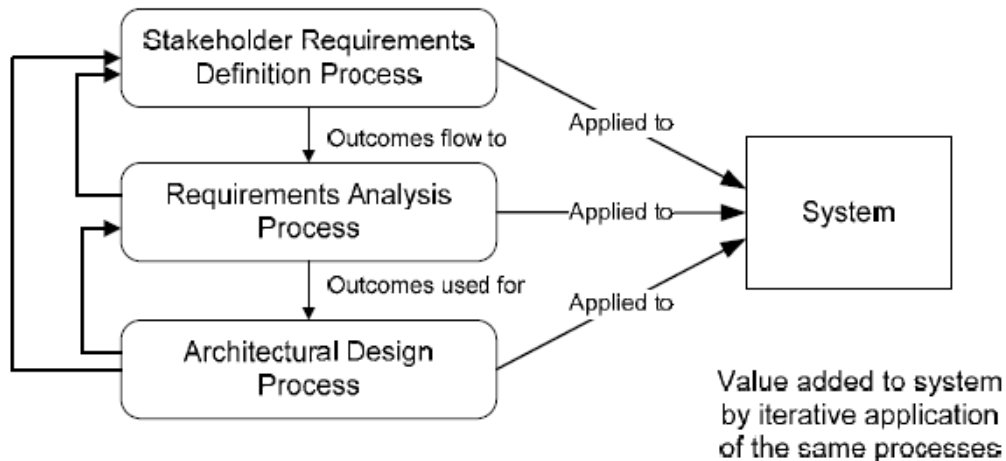 Stakeholder Requirements
Definition Process
Outcomes flow to
Applied to
Requirements Analysis
Process
Applied to
System
Outcomes used for
Applied to
Architectural Design
Process
Value added to system
by iterative application
of the same processes